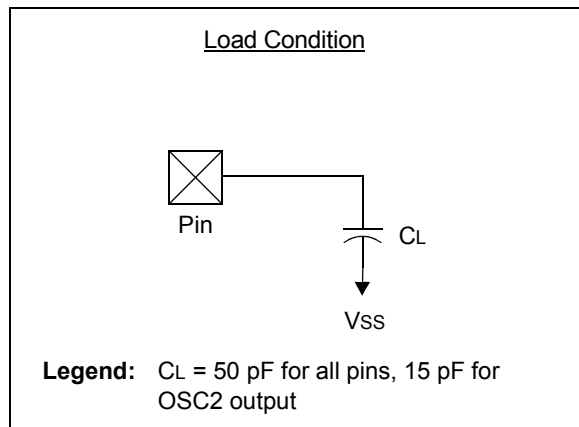 Load Condition
Pin
CL
VSS
Legend: CL = 50 pF for all pins, 15 pF for
OSC2 output